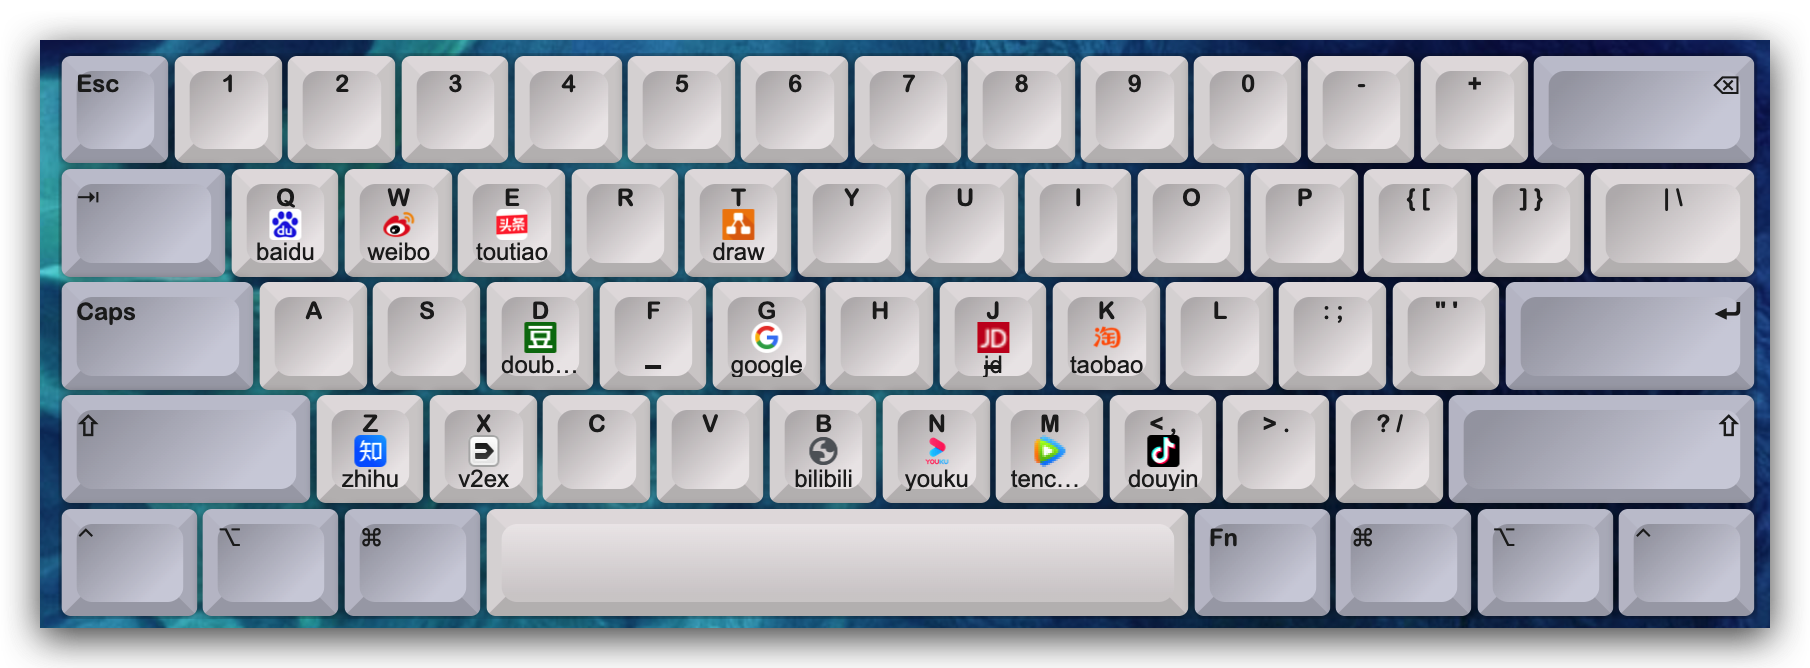 Esc 1 2 3 4 5 6 7 8 9 0 - +
Q W E R T Y U I O P { [ ] } | \
du 头条
baidu weibo toutiao draw
Caps A S D F G H J K L : ; " '
豆 G JD 淘
doub… google jd taobao
Z X C V B N M < , > . ? /
知 YOUKU
zhihu v2ex bilibili youku tenc… douyin
^ ⌥ ⌘ Fn ⌘ ⌥ ^